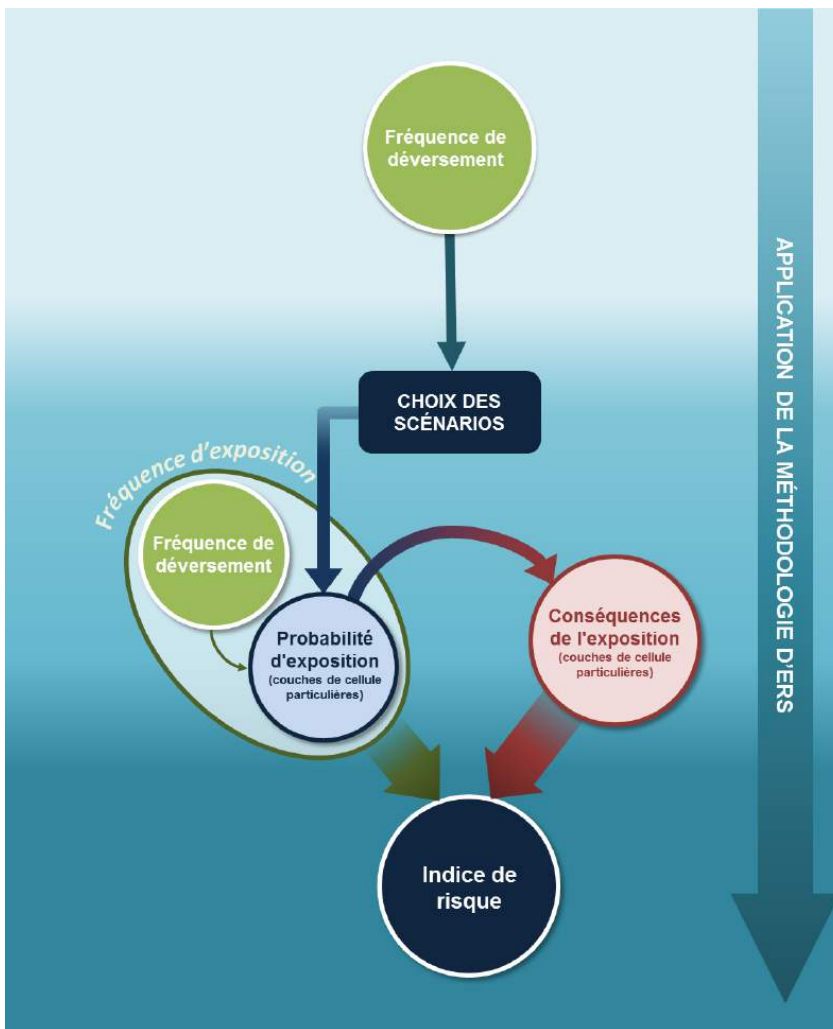 Fréquence de
déversement
CHOIX DES
SCÉNARIOS
Fréquence d'exposition
Fréquence de
déversement
Probabilité
d'exposition
(couches de cellule
particulières)
Conséquences
de l'exposition
(couches de cellule
particulières)
Indice de
risque
APPLICATION DE LA MÉTHODOLOGIE D'ERS